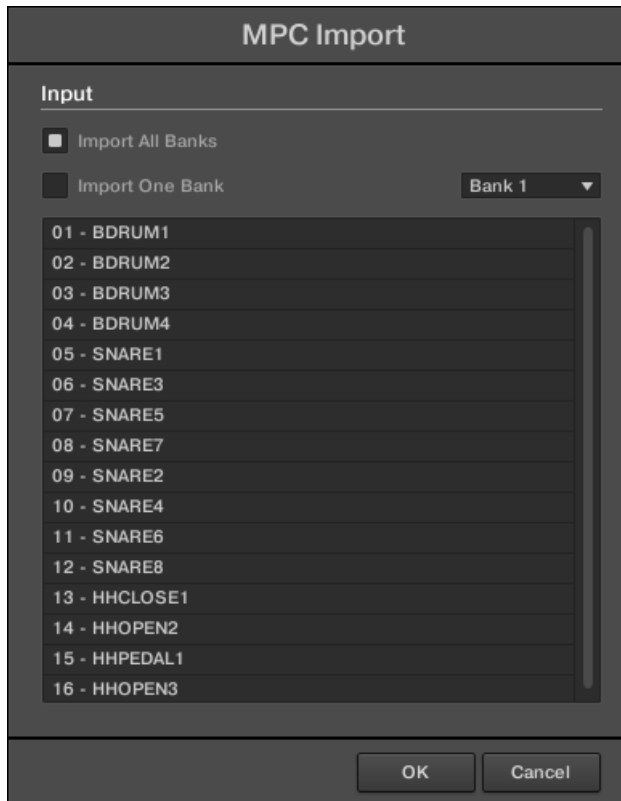 MPC Import
Input
Import All Banks
Import One Bank Bank 1
01 - BDRUM1
02 - BDRUM2
03 - BDRUM3
04 - BDRUM4
05 - SNARE1
06 - SNARE3
07 - SNARE5
08 - SNARE7
09 - SNARE2
10 - SNARE4
11 - SNARE6
12 - SNARE8
13 - HHCLOSE1
14 - HHOPEN2
15 - HHPEDAL1
16 - HHOPEN3
OK Cancel